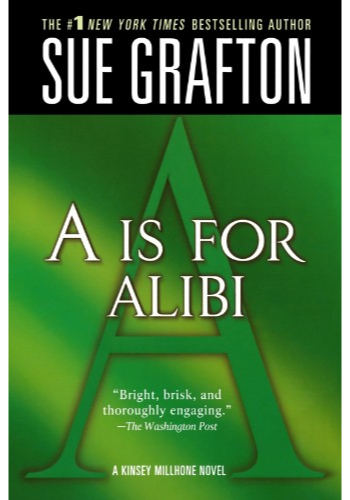 THE #1 NEW YORK TIMES BESTSELLING AUTHOR
SUE GRAFTON
A IS FOR
ALIBI
“Bright, brisk, and
thoroughly engaging.”
—The Washington Post
A KINSEY MILLHONE NOVEL